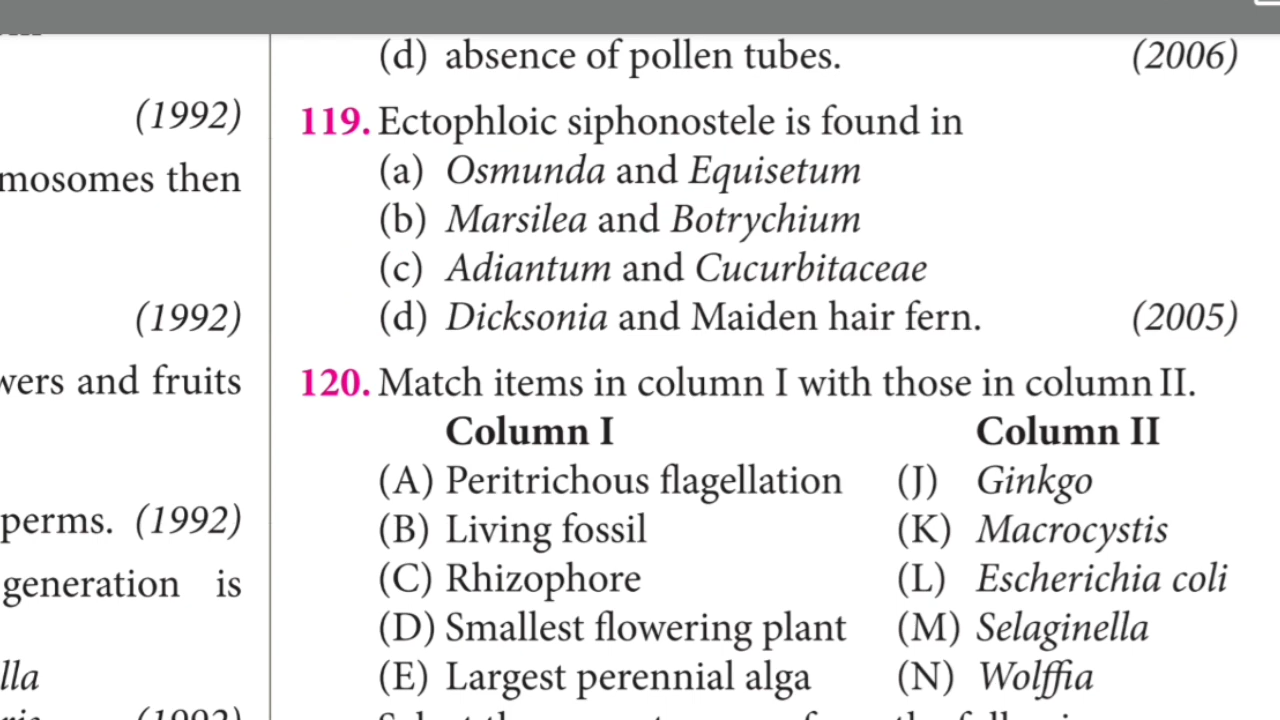 (1992)
mosomes then
(1992)
wers and fruits
perms. (1992)
generation is
lla
(d) absence of pollen tubes. (2006)
119. Ectophloic siphonostele is found in
(a) Osmunda and Equisetum
(b) Marsilea and Botrychium
(c) Adiantum and Cucurbitaceae
(d) Dicksonia and Maiden hair fern. (2005)
120. Match items in column I with those in column II.
Column I Column II
(A) Peritrichous flagellation (J) Ginkgo
(B) Living fossil (K) Macrocystis
(C) Rhizophore (L) Escherichia coli
(D) Smallest flowering plant (M) Selaginella
(E) Largest perennial alga (N) Wolffia